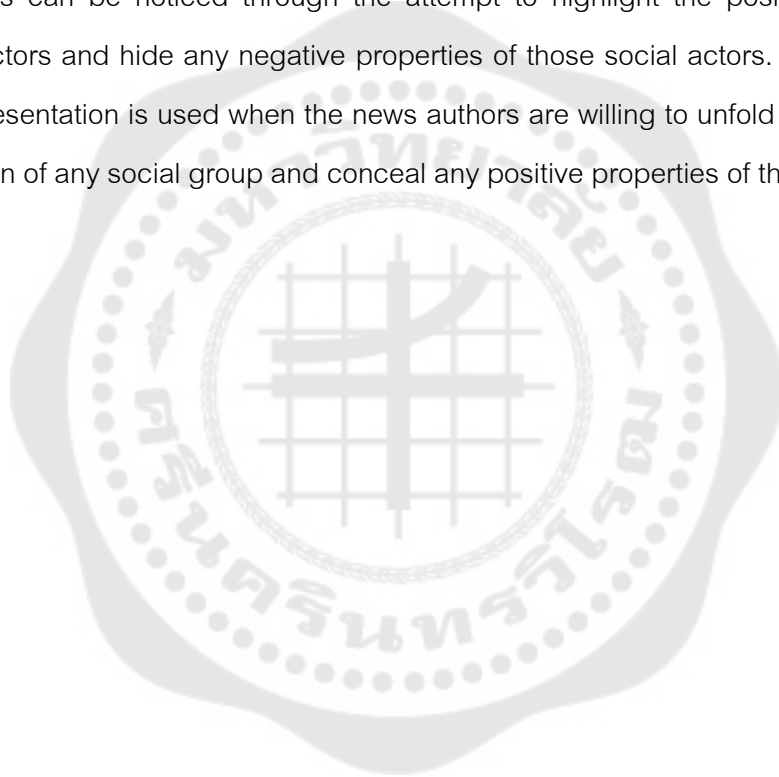 s can be noticed through the attempt to highlight the posi
ctors and hide any negative properties of those social actors.
esentation is used when the news authors are willing to unfold
n of any social group and conceal any positive properties of th
มหาวิทยาลัย
ศรีนครินทรวิโรฒ